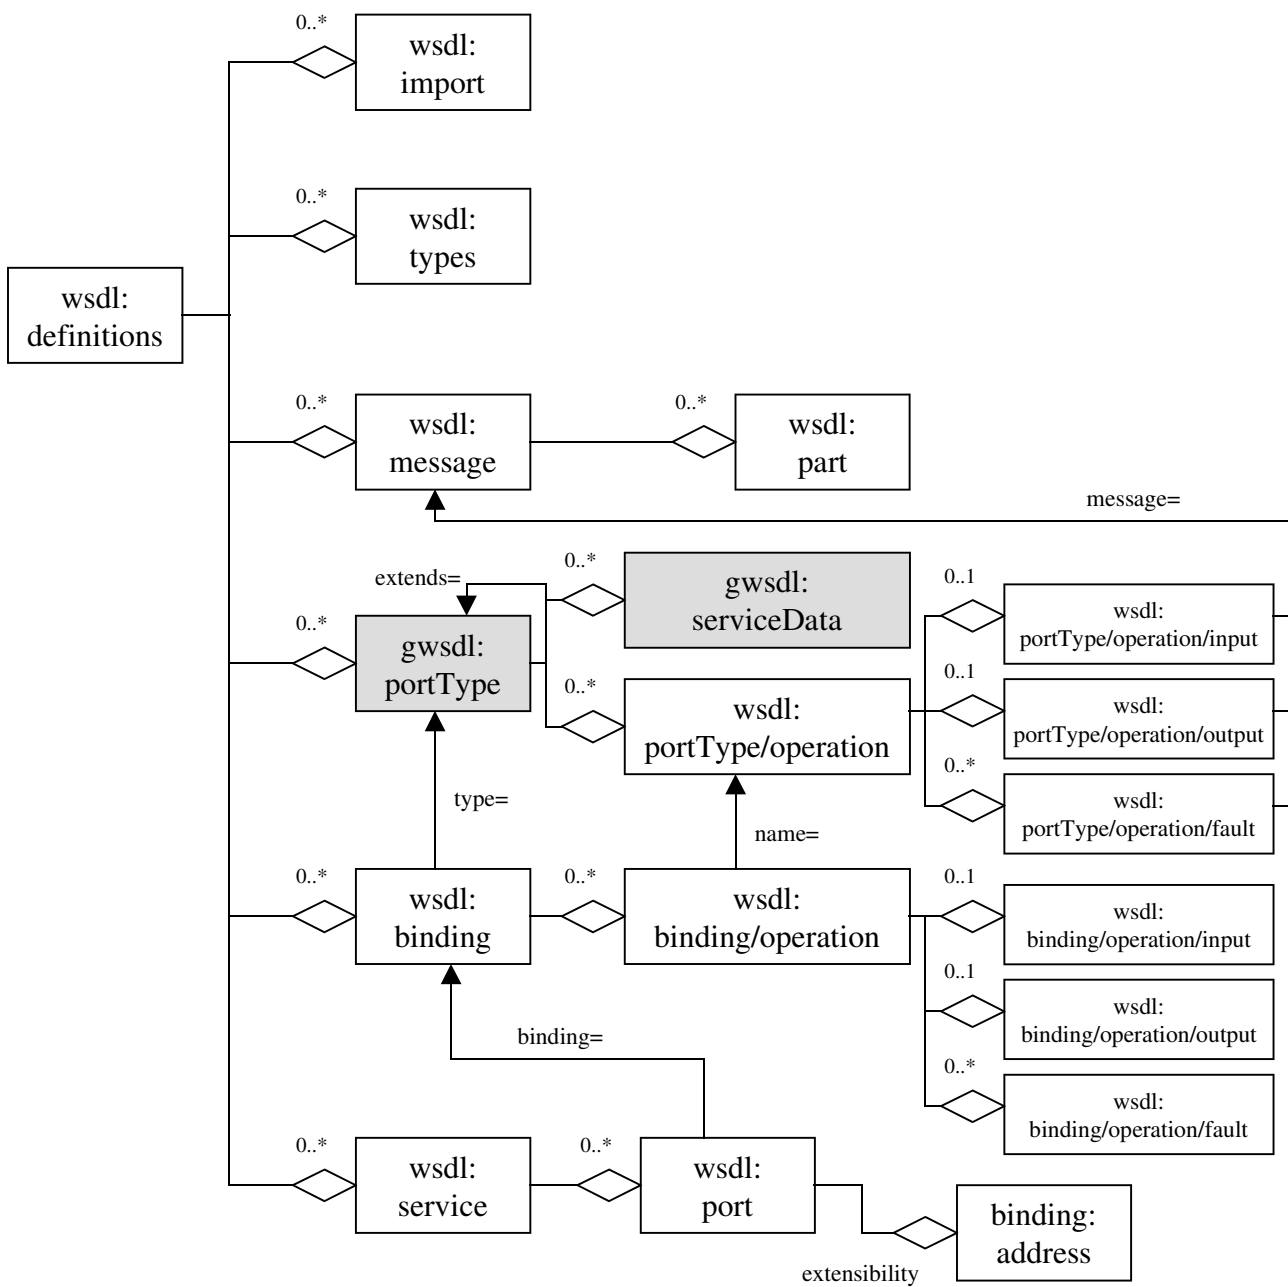 0..*
wsdl:
import
0..*
wsdl:
types
wsdl:
definitions
0..*
wsdl:
message
0..*
wsdl:
part
message=
extends=
0..*
gwsdl:
serviceData
0..*
gwsdl:
portType
0..*
wsdl:
portType/operation
0..1
wsdl:
portType/operation/input
0..1
wsdl:
portType/operation/output
0..*
wsdl:
portType/operation/fault
type=
name=
0..*
wsdl:
binding
0..*
wsdl:
binding/operation
0..1
wsdl:
binding/operation/input
0..1
wsdl:
binding/operation/output
0..*
wsdl:
binding/operation/fault
binding=
0..*
wsdl:
service
0..*
wsdl:
port
binding:
address
extensibility